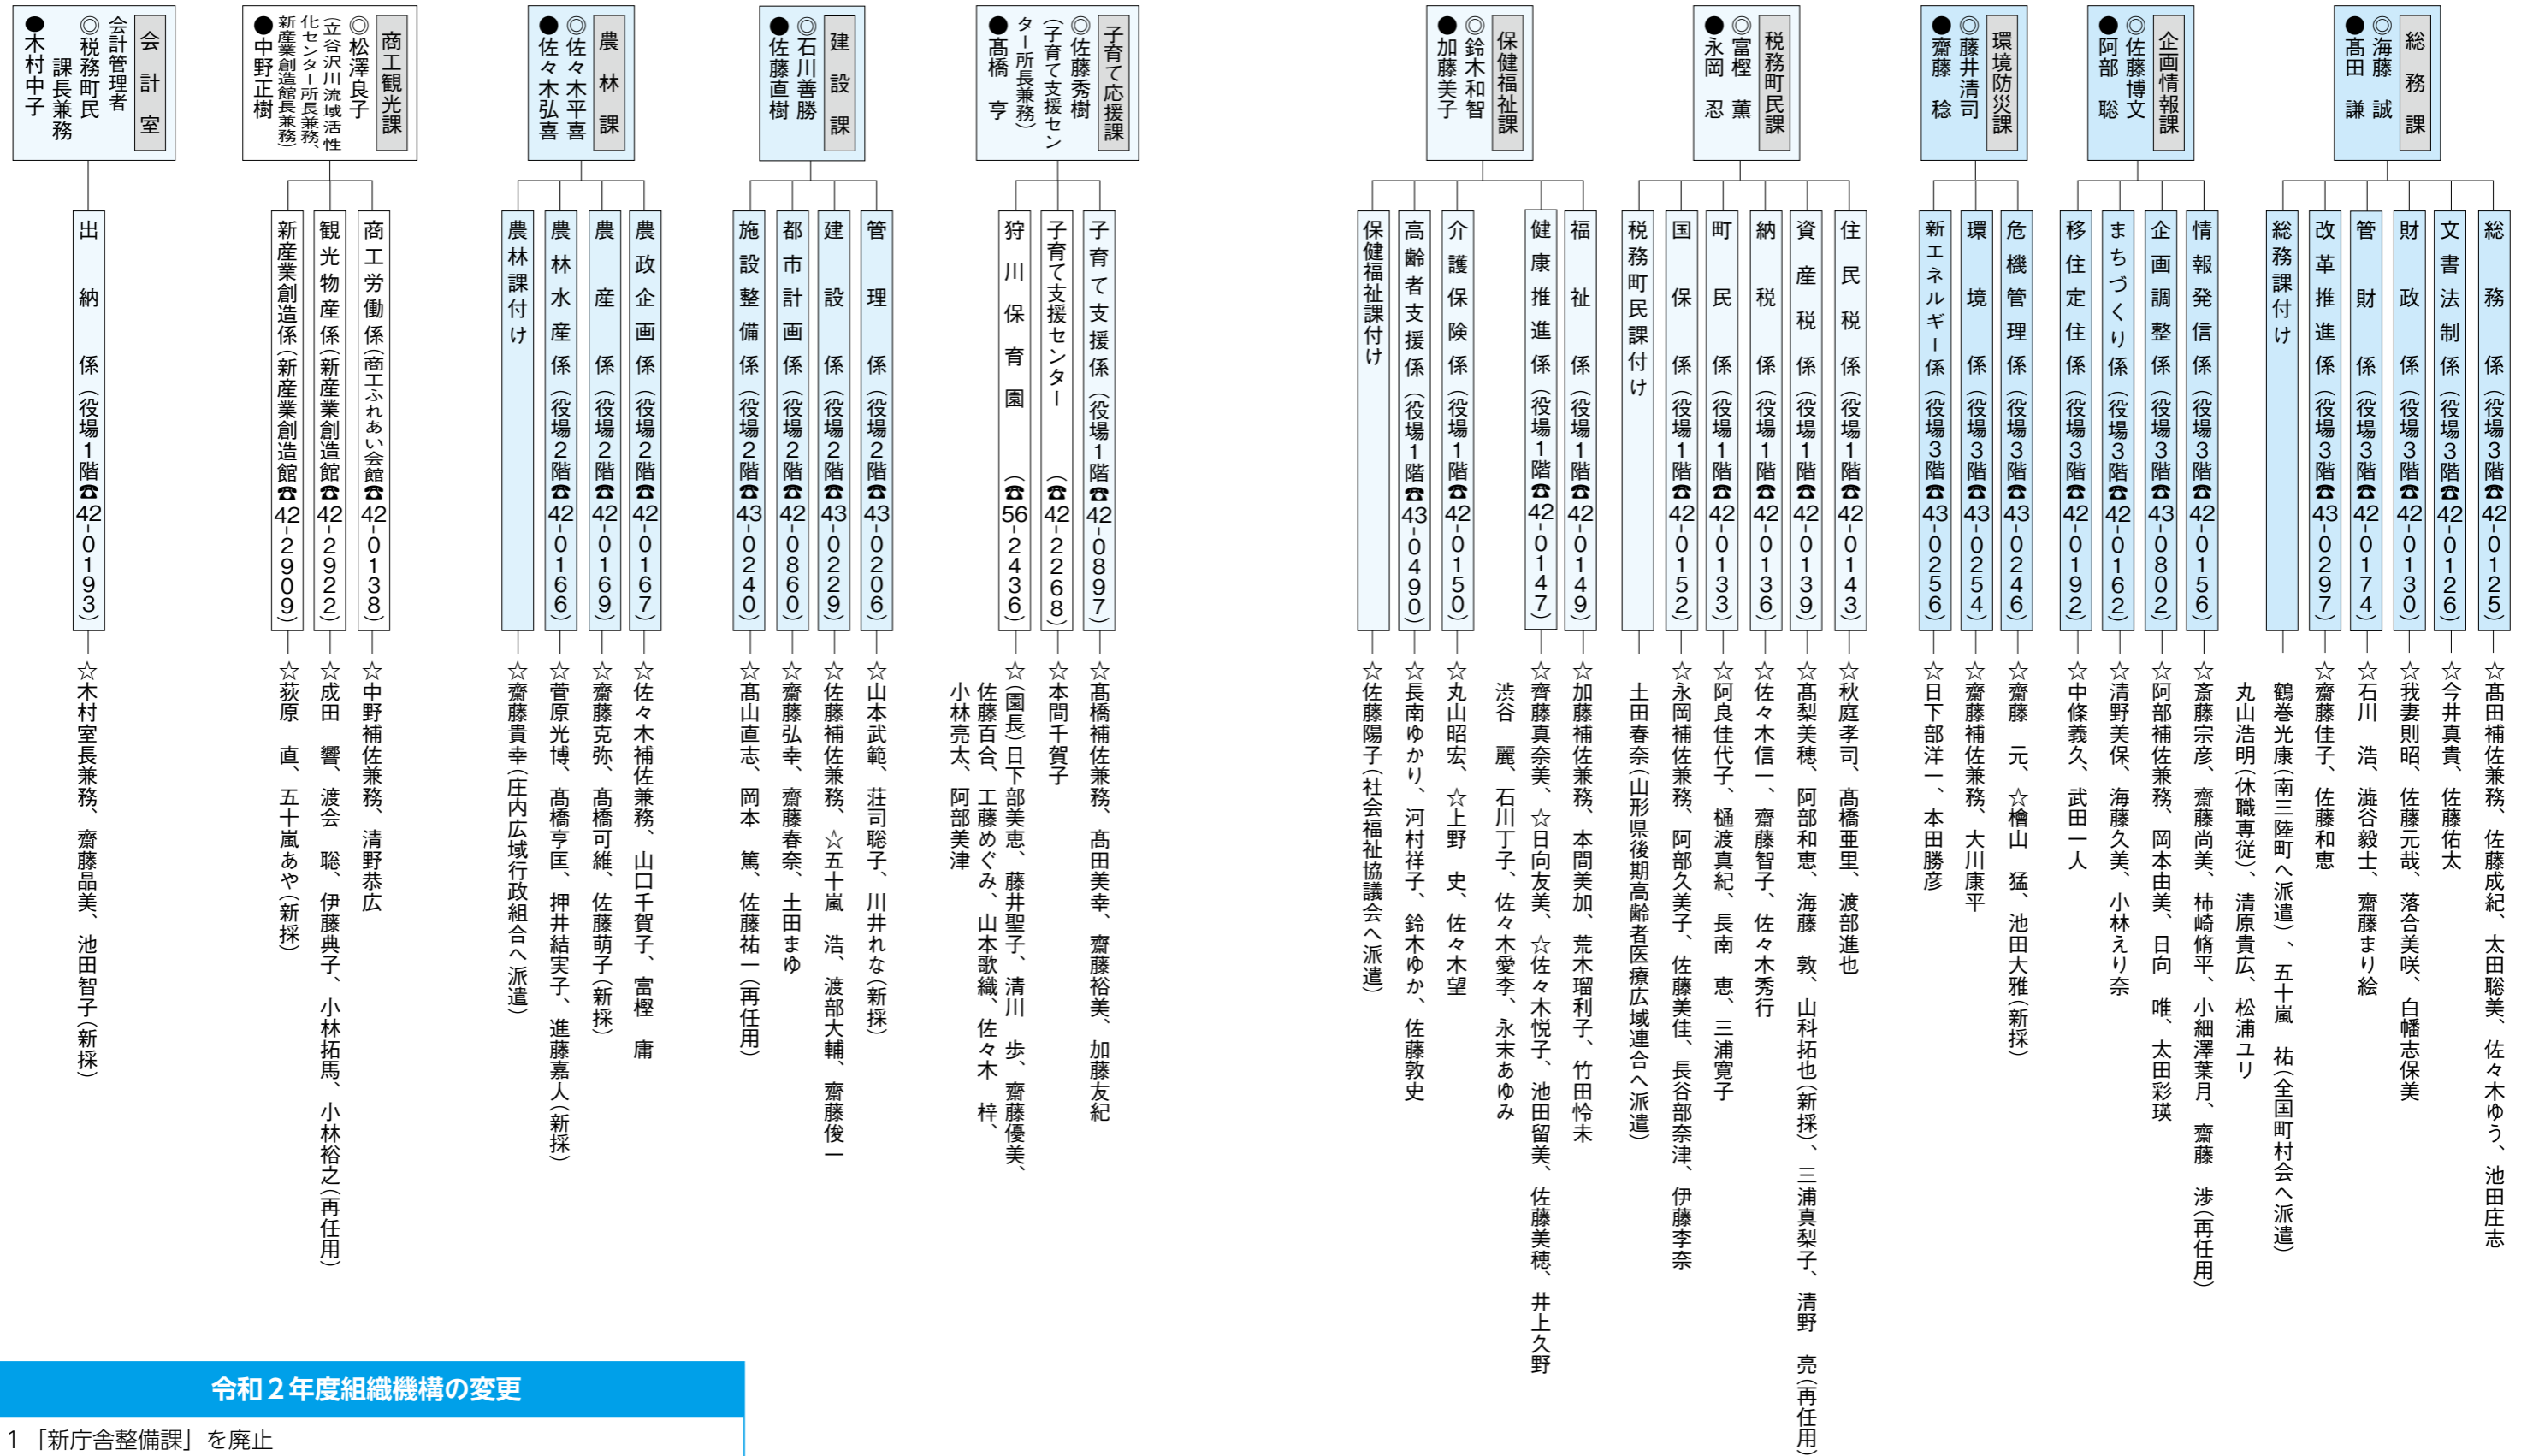 総務課
◎海藤　誠
●髙田　謙
総務係（役場3階☎42-0125）
☆髙田補佐兼務、佐藤成紀、太田聡美、佐々木ゆう、池田庄志
文書法制係（役場3階☎42-0126）
☆今井真貴、佐藤佑太
財政係（役場3階☎42-0130）
☆我妻則昭、佐藤元哉、落合美咲、白幡志保美
管財係（役場3階☎42-0174）
☆石川　浩、澁谷毅士、齋藤まり絵
改革推進係（役場3階☎43-0297）
☆齋藤佳子、佐藤和恵
総務課付け
鶴巻光康（南三陸町へ派遣）、五十嵐　祐（全国町村会へ派遣）
丸山浩明（休職専従）、清原貴広、松浦ユリ
企画情報課
◎佐藤博文
●阿部　聡
情報発信係（役場3階☎42-0156）
☆斎藤宗彦、齋藤尚美、柿崎脩平、小細澤葉月、齋藤　渉（再任用）
企画調整係（役場3階☎43-0802）
☆阿部補佐兼務、岡本由美、日向　唯、太田彩瑛
まちづくり係（役場3階☎42-0162）
☆清野美保、海藤久美、小林えり奈
移住定住係（役場3階☎42-0192）
☆中條義久、武田一人
環境防災課
◎藤井清司
●齋藤　稔
危機管理係（役場3階☎43-0246）
☆齋藤　元、☆檜山　猛、池田大雅（新採）
環境係（役場3階☎43-0254）
☆齋藤補佐兼務、大川康平
新エネルギー係（役場3階☎43-0256）
☆日下部洋一、本田勝彦
税務町民課
◎富樫　薫
●永岡　忍
住民税係（役場1階☎42-0143）
☆秋庭孝司、髙橋亜里、渡部進也
資産税係（役場1階☎42-0139）
☆髙梨美穂、阿部和恵、海藤　敦、山科拓也（新採）、三浦真梨子、清野　亮（再任用）
納税係（役場1階☎42-0136）
☆佐々木信一、齋藤智子、佐々木秀行
町民係（役場1階☎42-0133）
☆阿良佳代子、樋渡真紀、長南　恵、三浦寛子
国保係（役場1階☎42-0152）
☆永岡補佐兼務、阿部久美子、佐藤美佳、長谷部奈津、伊藤李奈
税務町民課付け
土田春奈（山形県後期高齢者医療広域連合へ派遣）
保健福祉課
◎鈴木和智
●加藤美子
福祉係（役場1階☎42-0149）
☆加藤補佐兼務、本間美加、荒木瑠利子、竹田怜未
健康推進係（役場1階☎42-0147）
☆齊藤真奈美、☆日向友美、☆佐々木悦子、池田留美、佐藤美穂、井上久野
渋谷　麗、石川丁子、佐々木愛李、永末あゆみ
介護保険係（役場1階☎42-0150）
☆丸山昭宏、☆上野　史、佐々木望
高齢者支援係（役場1階☎43-0490）
☆長南ゆかり、河村祥子、鈴木ゆか、佐藤敦史
保健福祉課付け
☆佐藤陽子（社会福祉協議会へ派遣）
子育て応援課
◎佐藤秀樹
（子育て支援セン
ター所長兼務）
●髙橋　亨
子育て支援係（役場1階☎42-0897）
☆髙橋補佐兼務、髙田美幸、齋藤裕美、加藤友紀
子育て支援センター（☎42-2268）
☆本間千賀子
狩川保育園（☎56-2436）
☆（園長）日下部美恵、藤井聖子、清川　歩、齋藤優美、
佐藤百合、工藤めぐみ、山本歌織、佐々木　梓、
小林亮太、阿部美津
建設課
◎石川善勝
●佐藤直樹
管理係（役場2階☎43-0206）
☆山本武範、荘司聡子、川井れな（新採）
建設係（役場2階☎43-0229）
☆佐藤補佐兼務、☆五十嵐　浩、渡部大輔、齋藤俊一
都市計画係（役場2階☎42-0860）
☆齋藤弘幸、齋藤春奈、土田まゆ
施設整備係（役場2階☎43-0240）
☆髙山直志、岡本　篤、佐藤祐一（再任用）
農林課
◎佐々木平喜
●佐々木弘喜
農政企画係（役場2階☎42-0167）
☆佐々木補佐兼務、山口千賀子、富樫　庸
農産係（役場2階☎42-0169）
☆齋藤克弥、髙橋可維、佐藤萌子（新採）
農林水産係（役場2階☎42-0166）
☆菅原光博、髙橋亨匡、押井結実子、進藤嘉人（新採）
農林課付け
☆齋藤貴幸（庄内広域行政組合へ派遣）
商工観光課
◎松澤良子
（立谷沢川流域活性
化センター所長兼務、
新産業創造館長兼務）
●中野正樹
商工労働係（商工ふれあい会館☎42-0138）
☆中野補佐兼務、清野恭広
観光物産係（新産業創造館☎42-2922）
☆成田　響、渡会　聡、伊藤典子、小林拓馬、小林裕之（再任用）
新産業創造係（新産業創造館☎42-2909）
☆荻原　直、五十嵐あや（新採）
会計室
会計管理者
◎税務町民
課長兼務
●木村中子
出納係（役場1階☎42-0193）
☆木村室長兼務、齋藤晶美、池田智子（新採）
令和2年度組織機構の変更
1 「新庁舎整備課」を廃止